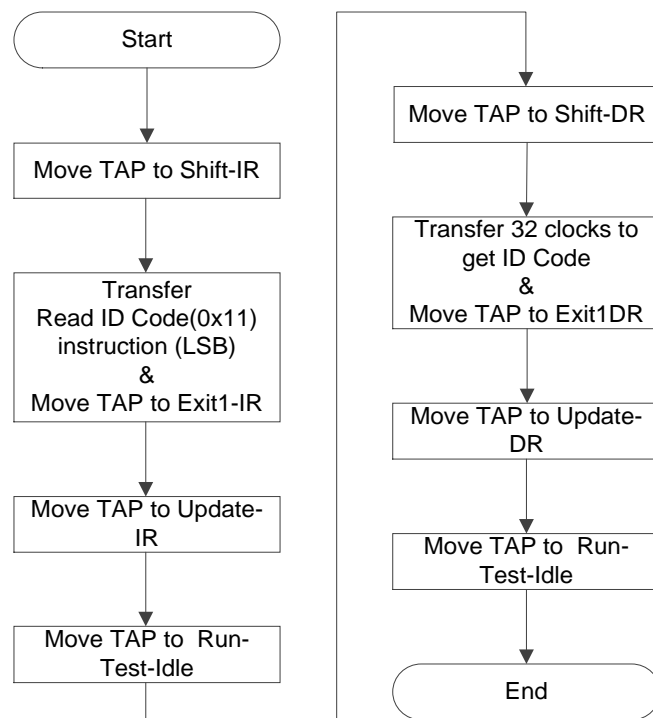 Start
Move TAP to Shift-IR
Transfer
Read ID Code(0x11)
instruction (LSB)
&
Move TAP to Exit1-IR
Move TAP to Update-
IR
Move TAP to  Run-
Test-Idle
Move TAP to Shift-DR
Transfer 32 clocks to
get ID Code
&
Move TAP to Exit1DR
Move TAP to Update-
DR
Move TAP to  Run-
Test-Idle
End